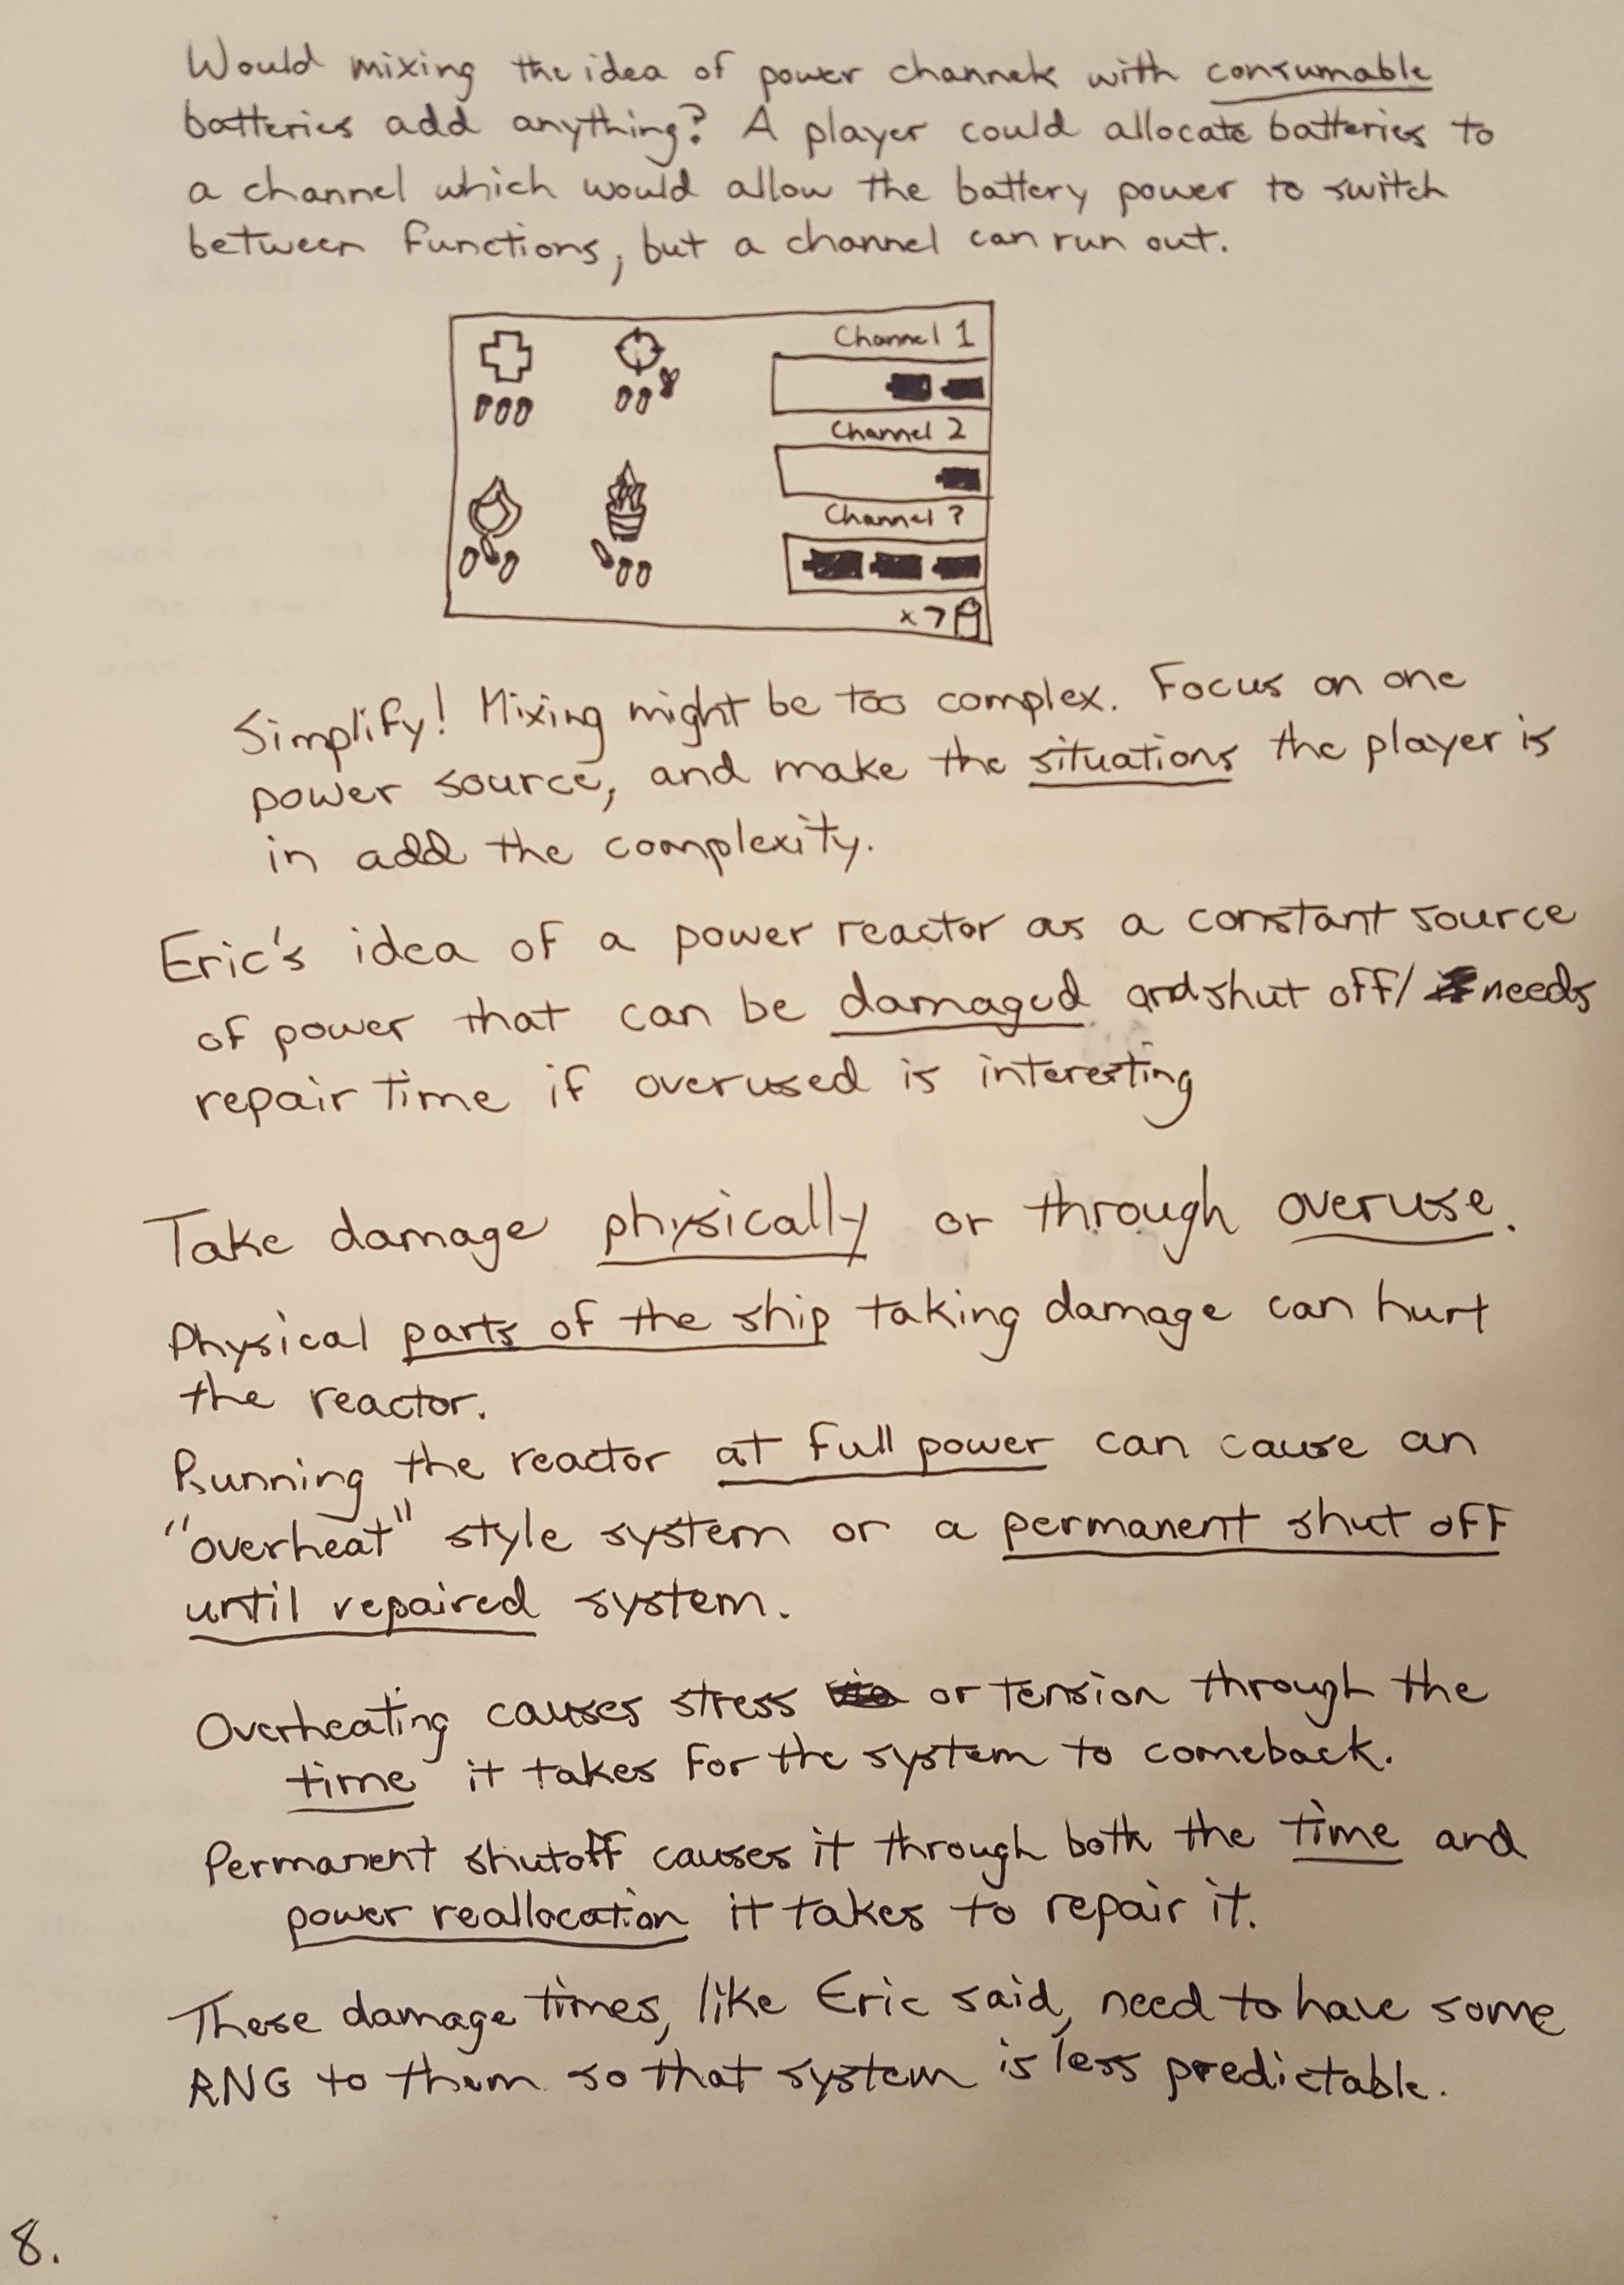 Would mixing the idea of power channels with consumable
batteries add anything? A player could allocate batteries to
a channel which would allow the battery power to switch
between functions, but a channel can run out.
Channel 1
Channel 2
Channel ?
x7
Simplify! Mixing might be too complex. Focus on one
power source, and make the situations the player is
in add the complexity.
Eric's idea of a power reactor as a constant source
of power that can be damaged and shut off/ needs
repair time if overused is interesting
Take damage physically or through overuse.
Physical parts of the ship taking damage can hurt
the reactor.
Running the reactor at full power can cause an
"overheat" style system or a permanent shut off
until repaired system.
Overheating causes stress or tension through the
time it takes for the system to comeback.
Permanent shutoff causes it through both the time and
power reallocation it takes to repair it.
These damage times, like Eric said, need to have some
RNG to them so that system is less predictable.
8.